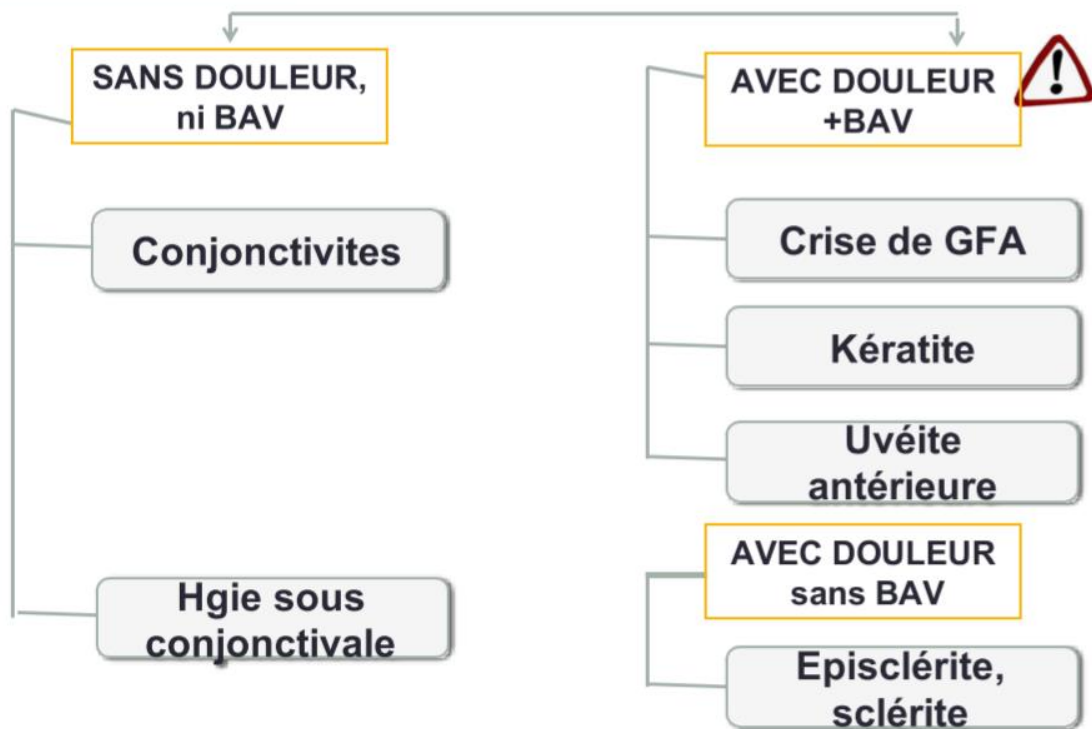 SANS DOULEUR,
ni BAV
Conjonctivites
Hgie sous
conjonctivale
AVEC DOULEUR
+BAV
!
Crise de GFA
Kératite
Uvéite
antérieure
AVEC DOULEUR
sans BAV
Episclérite,
sclérite